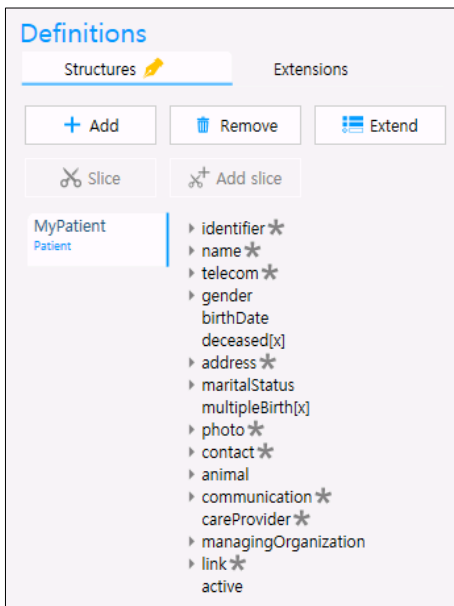 Definitions
Structures Extensions
Add Remove Extend
Slice Add slice
MyPatient
Patient
identifier
name
telecom
gender
birthDate
deceased[x]
address
maritalStatus
multipleBirth[x]
photo
contact
animal
communication
careProvider
managingOrganization
link
active